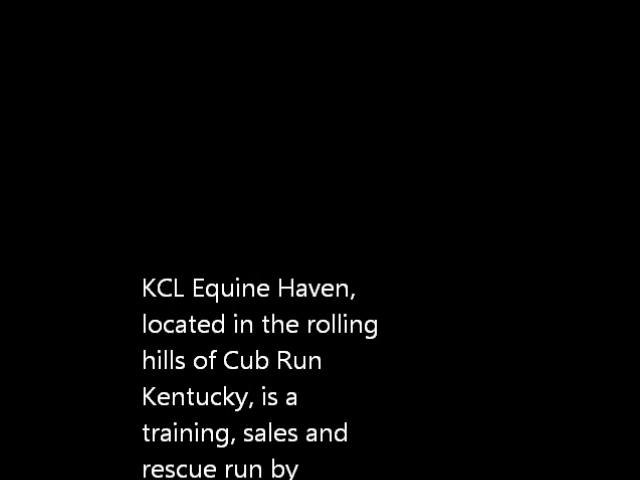 KCL Equine Haven,
located in the rolling
hills of Cub Run
Kentucky, is a
training, sales and
rescue run by